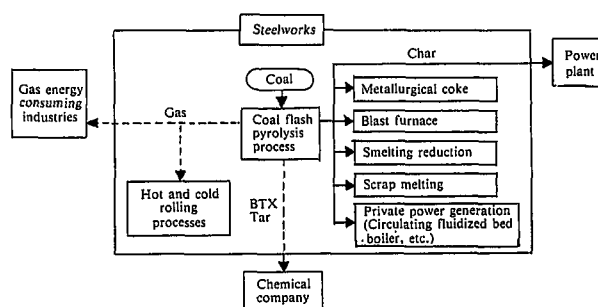 Steelworks
Char
Power
plant
Coal
Gas energy
consuming
industries
Gas
Coal flash
pyrolysis
process
Metallurgical coke
Blast furnace
Smelting reduction
Scrap melting
Private power generation
(Circulating fluidized bed
boiler, etc.)
Hot and cold
rolling
processes
BTX
Tar
Chemical
company